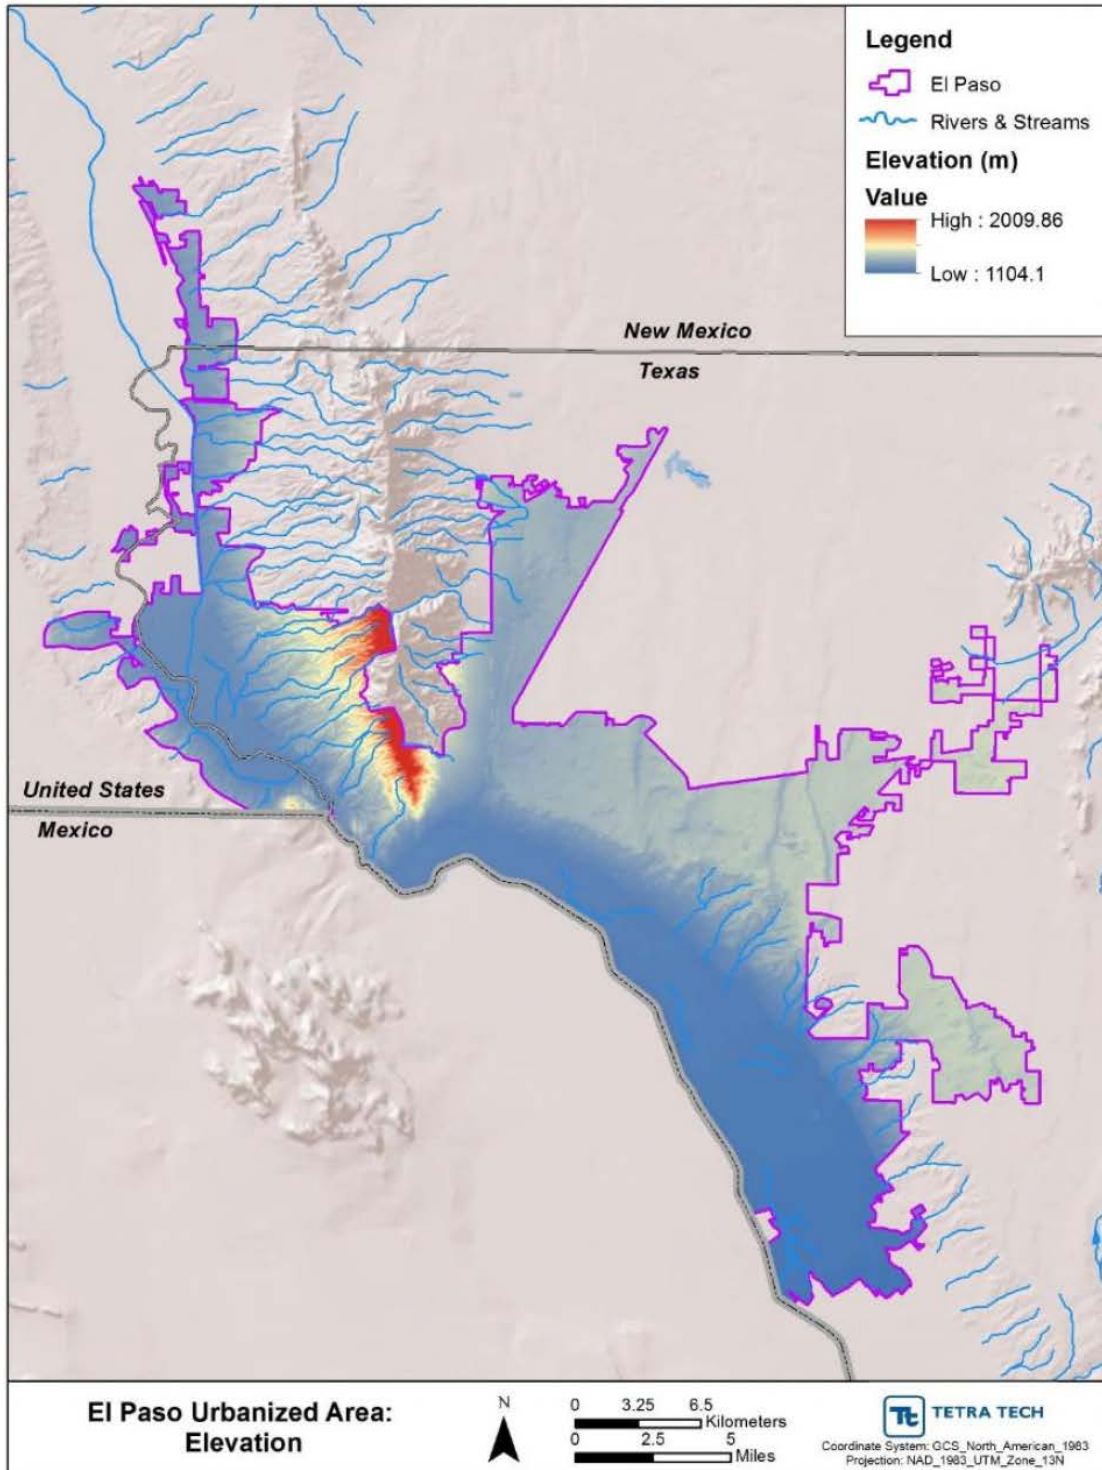 Legend
El Paso
Rivers & Streams
Elevation (m)
Value
High : 2009.86
Low : 1104.1
New Mexico
Texas
United States
Mexico
El Paso Urbanized Area:
Elevation
N
0 3.25 6.5
Kilometers
0 2.5 5
Miles
Tt TETRA TECH
Coordinate System: GCS_North_American_1983
Projection: NAD_1983_UTM_Zone_13N